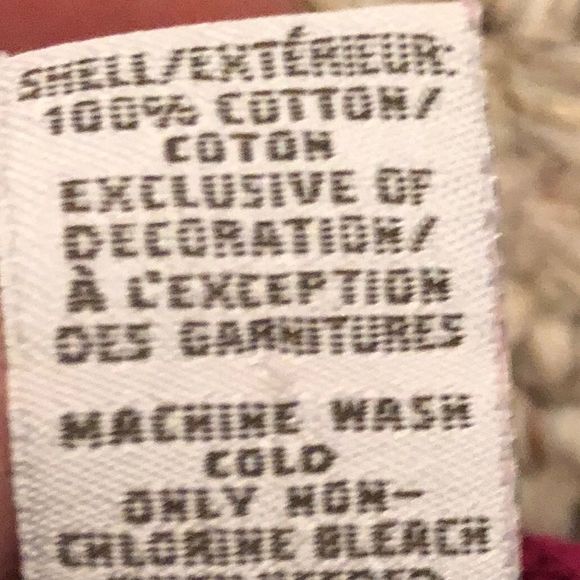 SHELL/EXTÉRIEUR:
100% COTTON/
COTON
EXCLUSIVE OF
DECORATION/
À L'EXCEPTION
DES GARNITURES
MACHINE WASH
COLD
ONLY NON-
CHLORINE BLEACH